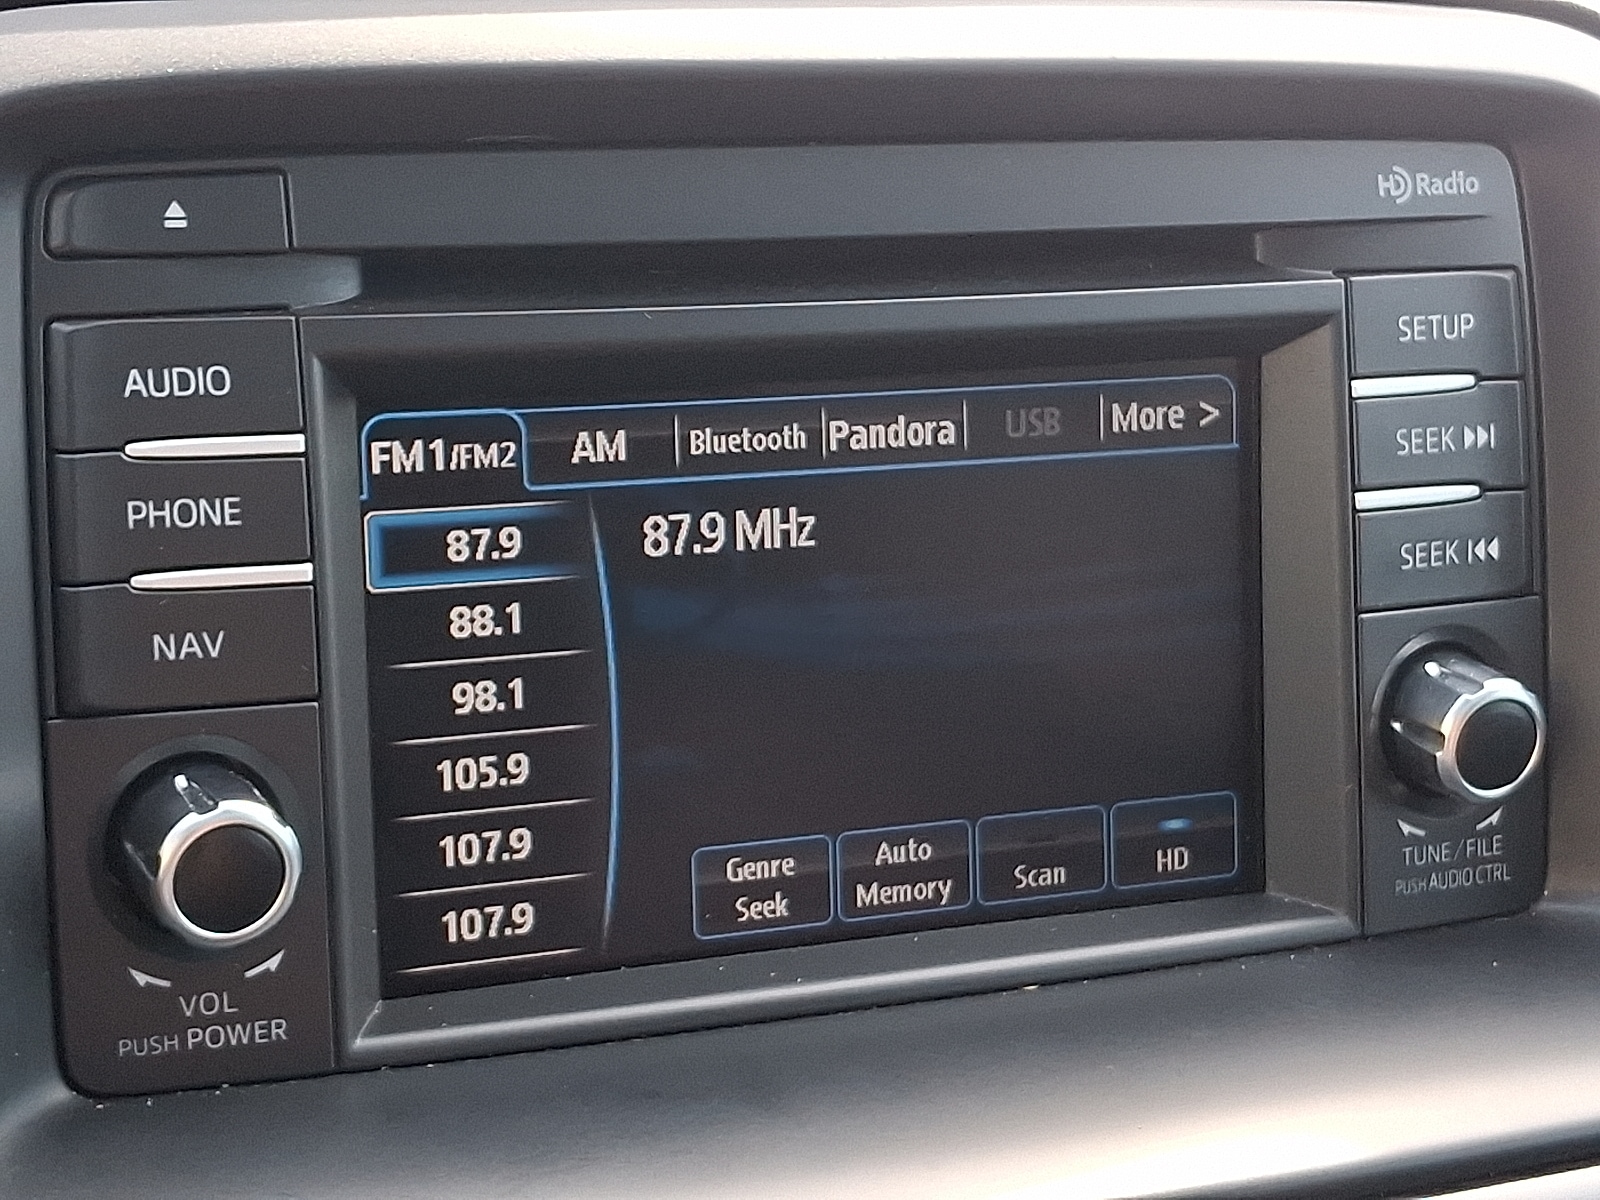 HD Radio
AUDIO
PHONE
NAV
VOL
PUSH POWER
FM1/FM2 AM Bluetooth Pandora USB More >
87.9
88.1
98.1
105.9
107.9
107.9
87.9 MHz
Genre
Seek
Auto
Memory
Scan
HD
SETUP
SEEK
SEEK
TUNE/FILE
PUSH AUDIO CTRL